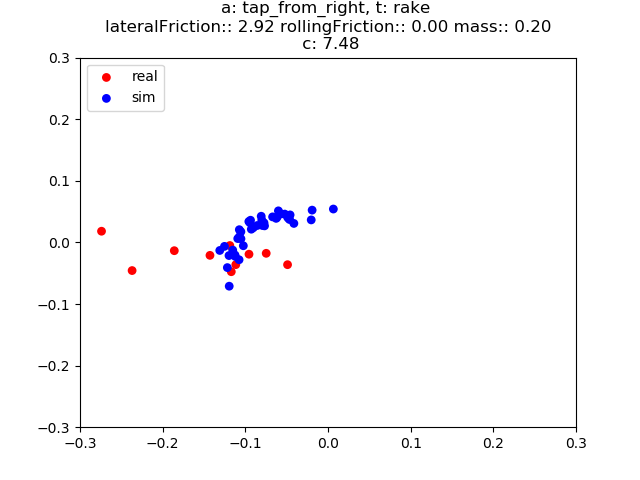 a: tap_from_right, t: rake
lateralFriction:: 2.92 rollingFriction:: 0.00 mass:: 0.20
c: 7.48
real
sim
0.3
0.2
0.1
0.0
−0.1
−0.2
−0.3
−0.3
−0.2
−0.1
0.0
0.1
0.2
0.3